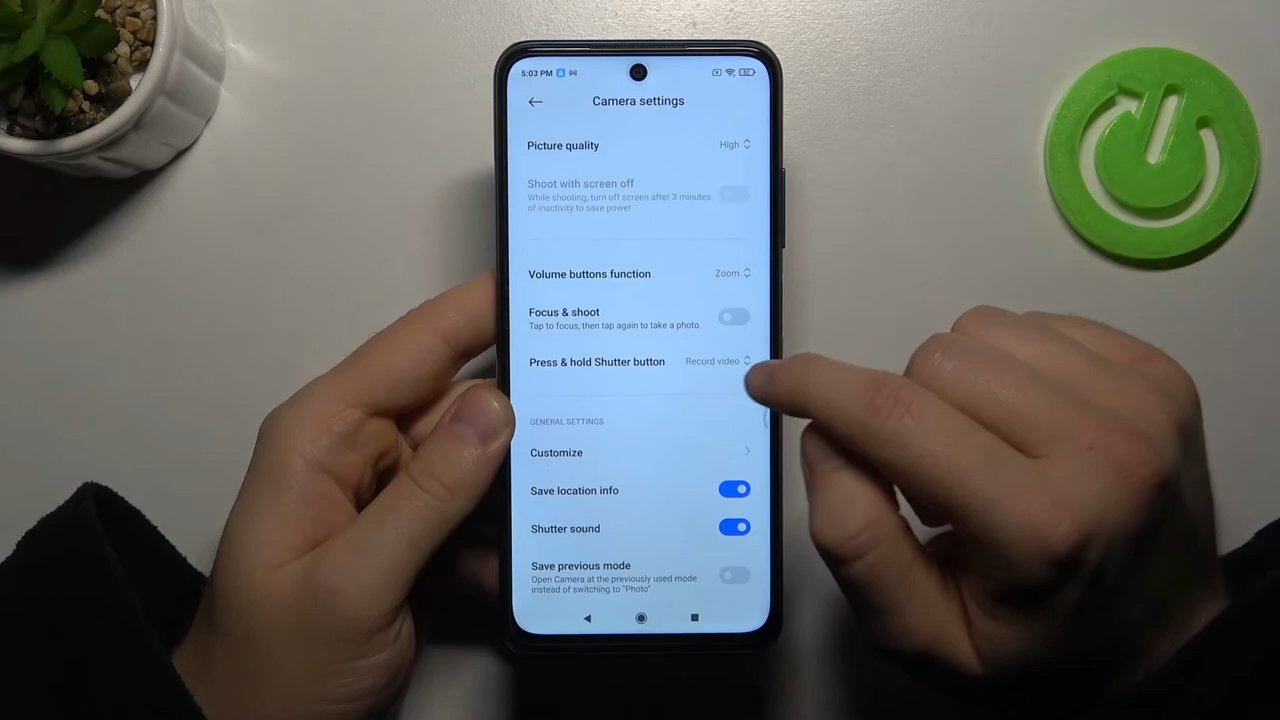 5:03 PM
Camera settings
Picture quality High
Shoot with screen off
While shooting, turn off screen after 3 minutes
of inactivity to save power
Volume buttons function Zoom
Focus & shoot
Tap to focus, then tap again to take a photo.
Press & hold Shutter button Record video
GENERAL SETTINGS
Customize
Save location info
Shutter sound
Save previous mode
Open Camera at the previously used mode
instead of switching to "Photo"